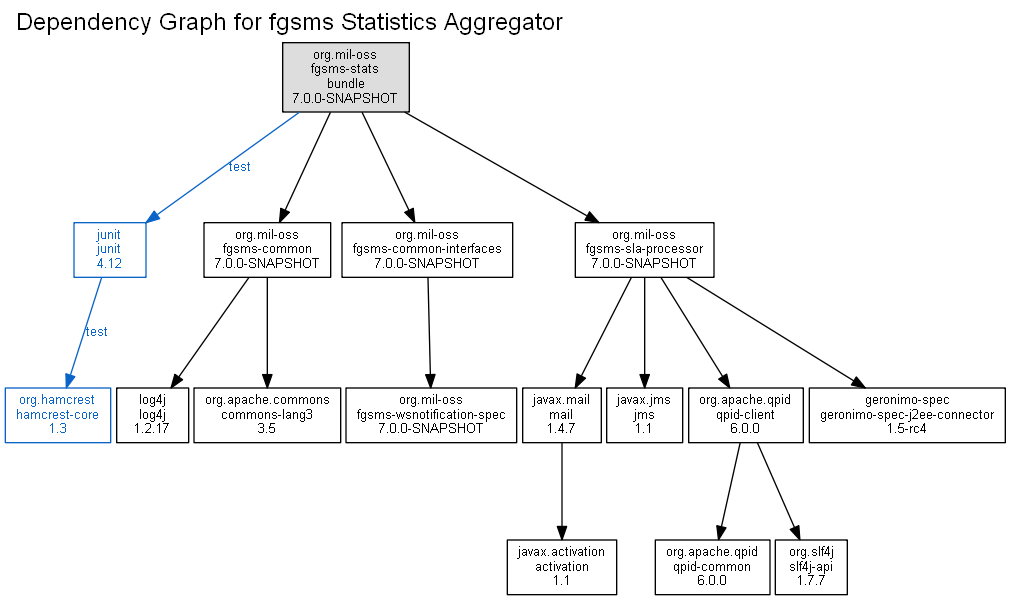 Dependency Graph for fgsms Statistics Aggregator
org.mil-oss
fgsms-stats
bundle
7.0.0-SNAPSHOT
test
junit
junit
4.12
org.mil-oss
fgsms-common
7.0.0-SNAPSHOT
org.mil-oss
fgsms-common-interfaces
7.0.0-SNAPSHOT
org.mil-oss
fgsms-sla-processor
7.0.0-SNAPSHOT
test
org.hamcrest
hamcrest-core
1.3
log4j
log4j
1.2.17
org.apache.commons
commons-lang3
3.5
org.mil-oss
fgsms-wsnotification-spec
7.0.0-SNAPSHOT
javax.mail
mail
1.4.7
javax.jms
jms
1.1
org.apache.qpid
qpid-client
6.0.0
geronimo-spec
geronimo-spec-j2ee-connector
1.5-rc4
javax.activation
activation
1.1
org.apache.qpid
qpid-common
6.0.0
org.slf4j
slf4j-api
1.7.7